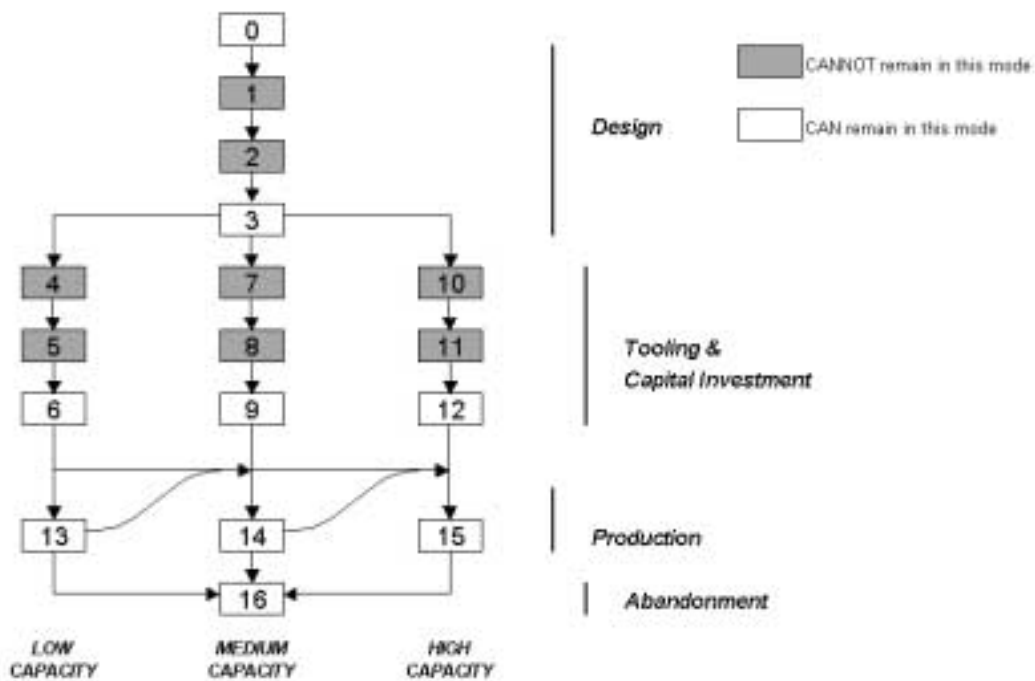 0
CANNOT remain in this mode
1
Design
CAN remain in this mode
2
3
4
7
10
5
8
11
Tooling &
Capital Investment
6
9
12
13
14
15
Production
16
Abandonment
LOW
CAPACITY
MEDIUM
CAPACITY
HIGH
CAPACITY